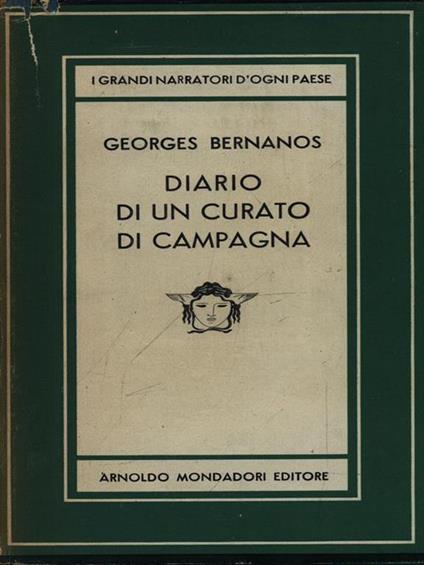 I GRANDI NARRATORI D'OGNI PAESE
GEORGES BERNANOS
DIARIO
DI UN CURATO
DI CAMPAGNA
ARNOLDO MONDADORI EDITORE